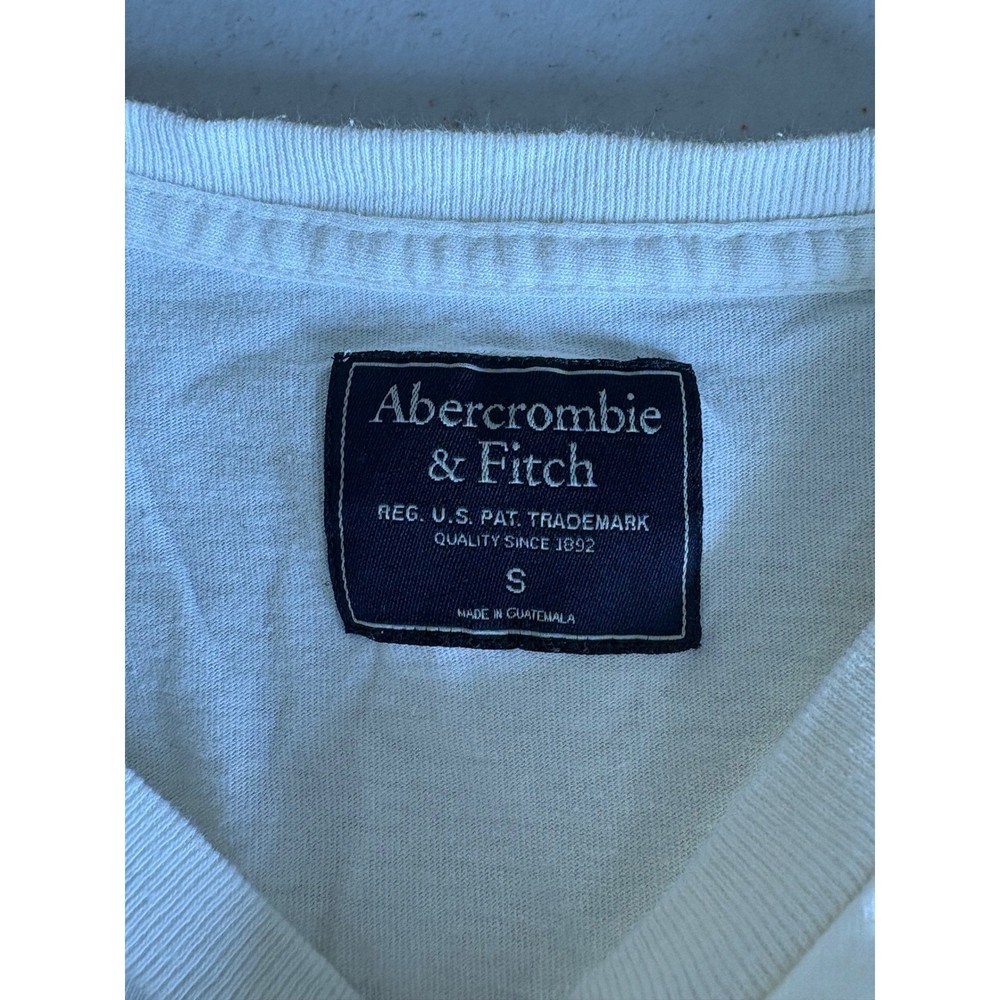 Abercrombie
& Fitch
REG. U.S. PAT. TRADEMARK
QUALITY SINCE 1892
S
MADE IN GUATEMALA